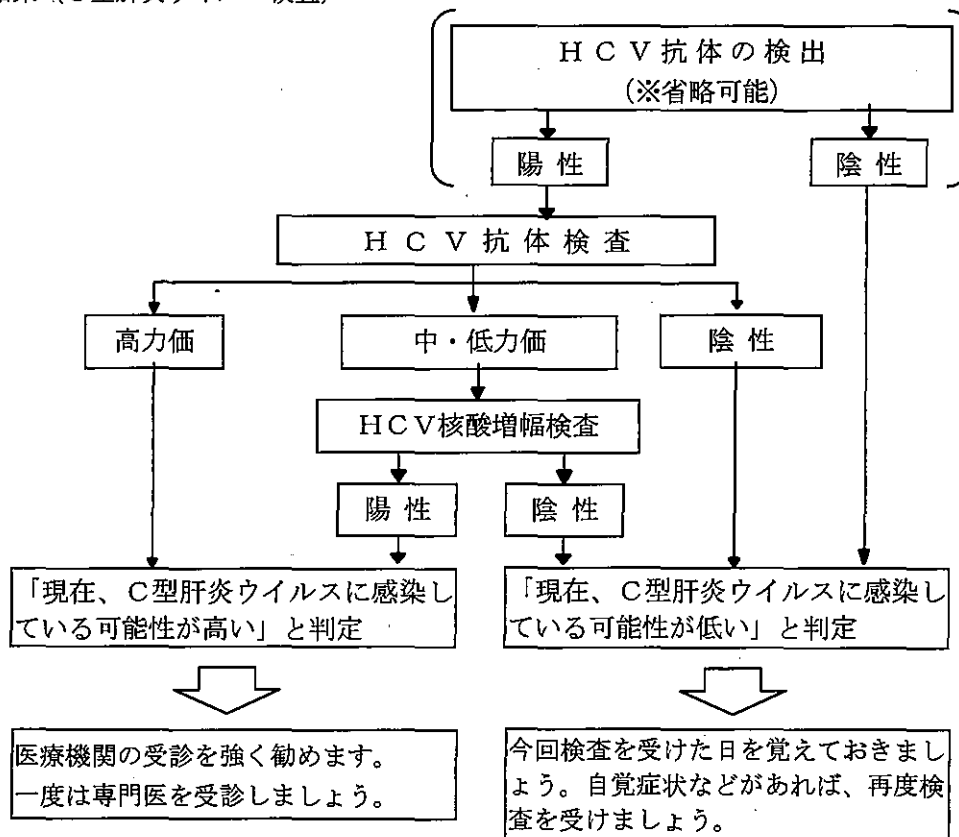 HCV抗体の検出
(※省略可能)
陽性
陰性
HCV抗体検査
高力価
中・低力価
陰性
HCV核酸増幅検査
陽性
陰性
「現在、C型肝炎ウイルスに感染し
ている可能性が高い」と判定
「現在、C型肝炎ウイルスに感染し
ている可能性が低い」と判定
医療機関の受診を強く勧めます。
一度は専門医を受診しましょう。
今回検査を受けた日を覚えておきまし
ょう。自覚症状などがあれば、再度検
査を受けましょう。